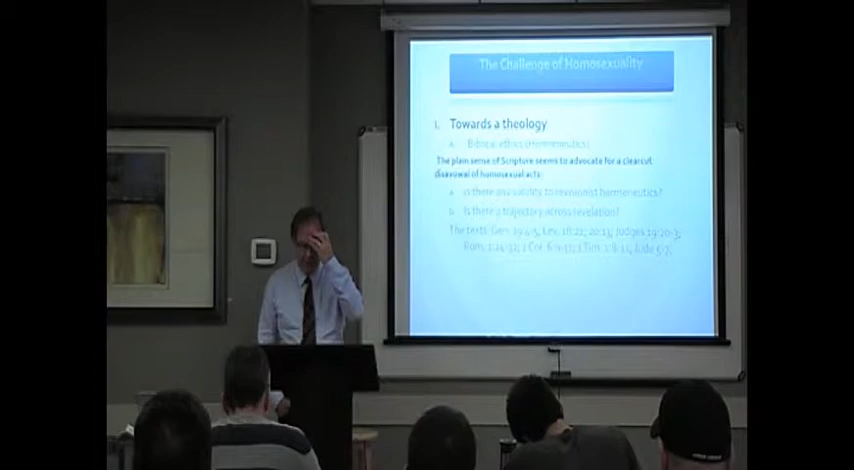 The Challenge of Homosexuality
I. Towards a theology
a. Biblical ethics (Hermeneutics)
The plain sense of Scripture seems to advocate for a clearcut
disavowal of homosexual acts
a. Is there any validity to revisionist hermeneutics?
b. Is there a trajectory across revelation?
The texts: Gen. 19:4-5, Lev. 18:22; 20:13; Judges 19:20-3;
Rom. 1:24-32; 1 Cor. 6:9-11; 1 Tim. 1:8-11, Jude 5-7.